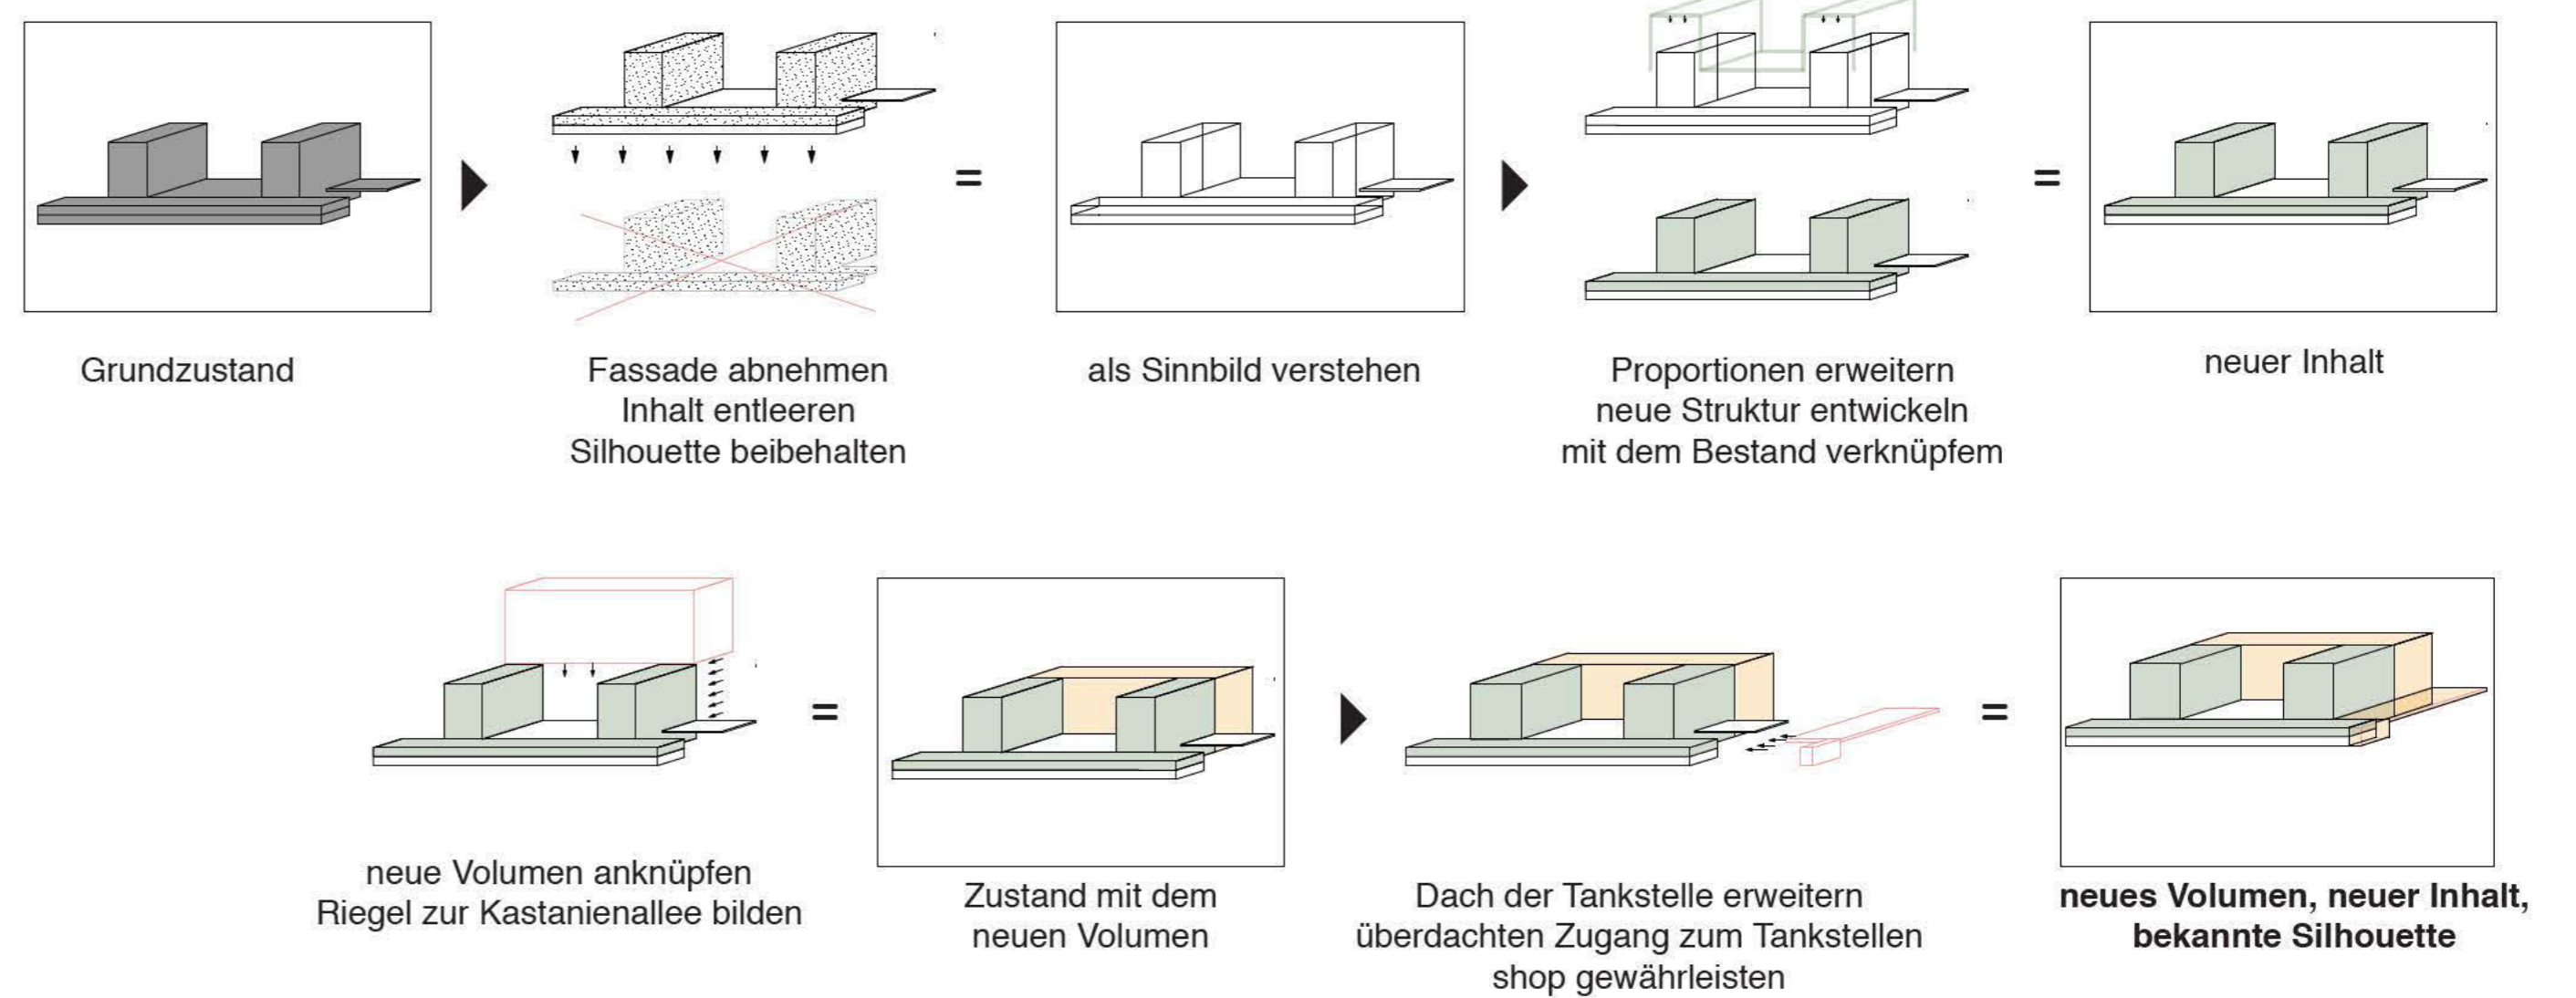 Grundzustand
Fassade abnehmen
Inhalt entleeren
Silhouette beibehalten
=
als Sinnbild verstehen
Proportionen erweitern
neue Struktur entwickeln
mit dem Bestand verknüpfem
=
neuer Inhalt
neue Volumen anknüpfen
Riegel zur Kastanienallee bilden
=
Zustand mit dem
neuen Volumen
Dach der Tankstelle erweitern
überdachten Zugang zum Tankstellen
shop gewährleisten
=
neues Volumen, neuer Inhalt,
bekannte Silhouette